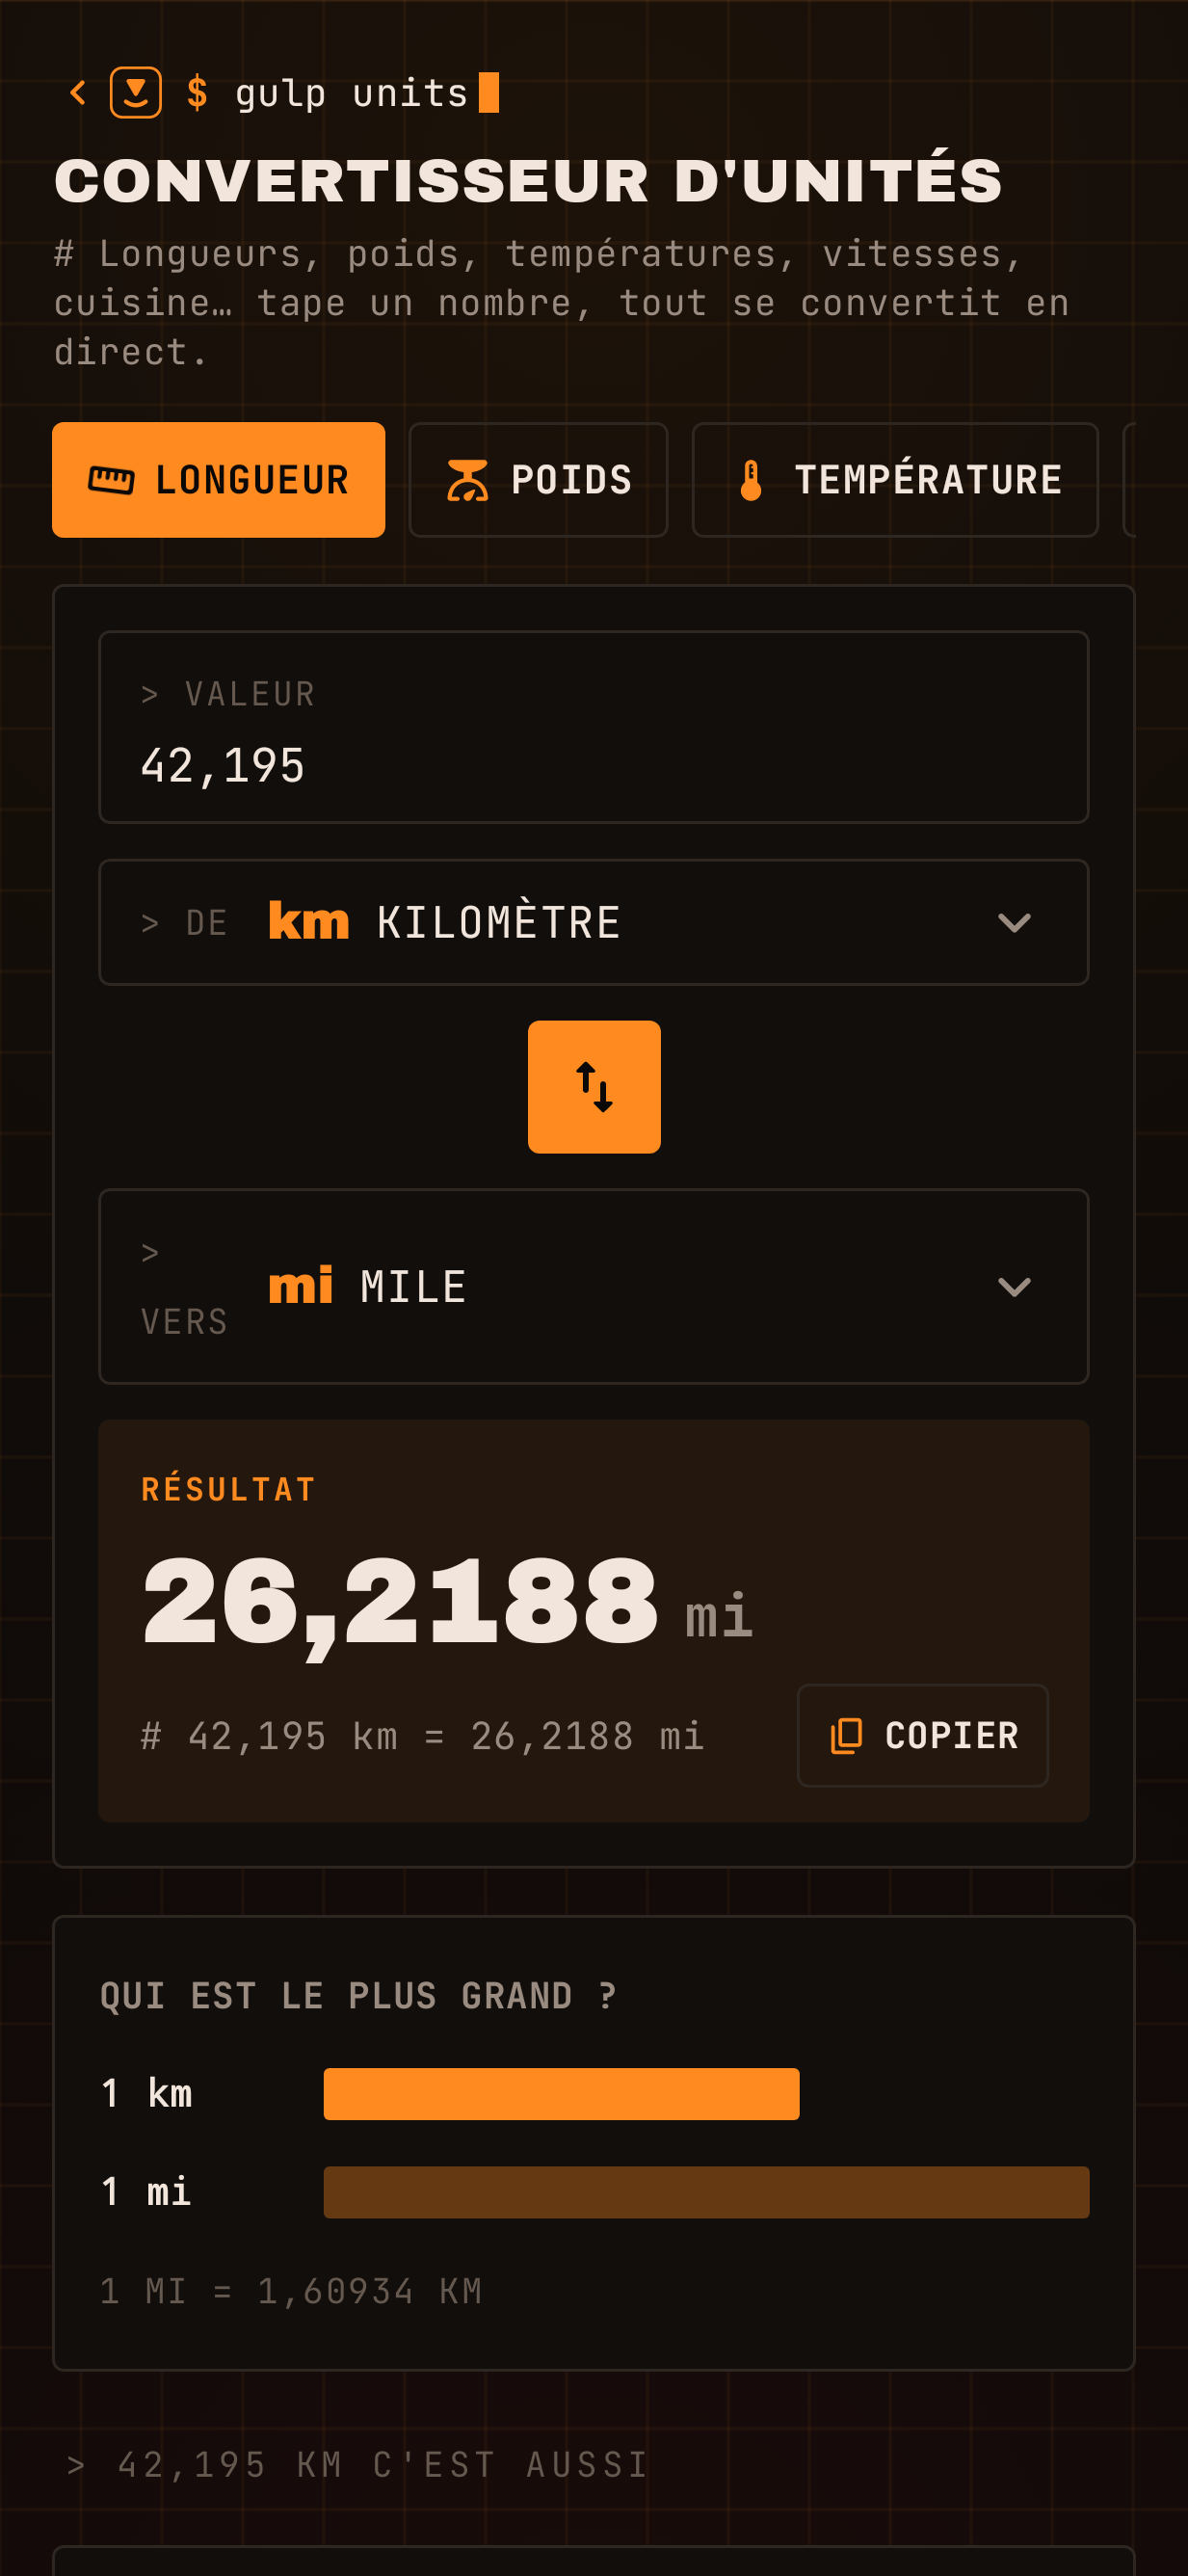 $ gulp units
CONVERTISSEUR D'UNITÉS
# Longueurs, poids, températures, vitesses,
cuisine… tape un nombre, tout se convertit en
direct.
LONGUEUR POIDS TEMPÉRATURE
> VALEUR
42,195
> DE km KILOMÈTRE
> VERS mi MILE
RÉSULTAT
26,2188 mi
# 42,195 km = 26,2188 mi COPIER
QUI EST LE PLUS GRAND ?
1 km
1 mi
1 MI = 1,60934 KM
> 42,195 KM C'EST AUSSI